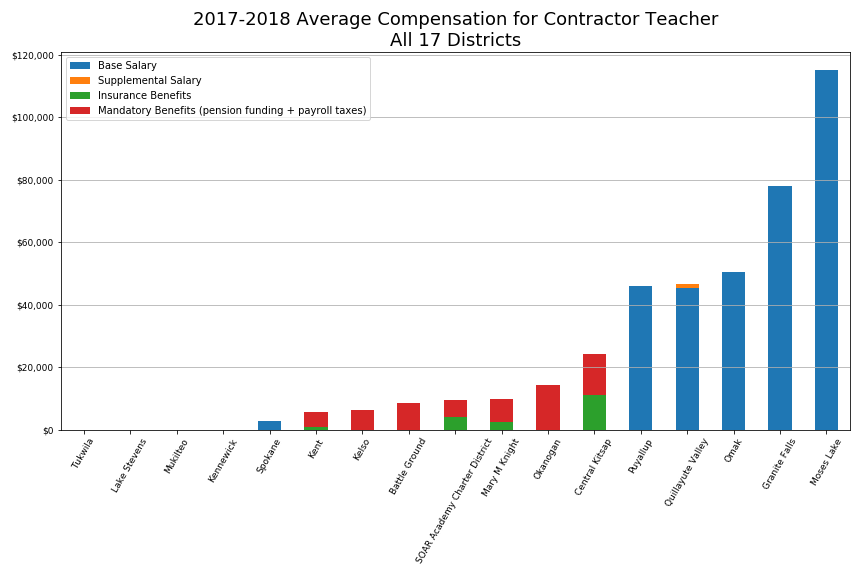 2017-2018 Average Compensation for Contractor Teacher
All 17 Districts
$120,000
$100,000
$80,000
$60,000
$40,000
$20,000
$0
Base Salary
Supplemental Salary
Insurance Benefits
Mandatory Benefits (pension funding + payroll taxes)
Tukwila
Lake Stevens
Mukilteo
Kennewick
Spokane
Kent
Kelso
Battle Ground
SOAR Academy Charter District
Mary M Knight
Okanogan
Central Kitsap
Puyallup
Quillayute Valley
Omak
Granite Falls
Moses Lake